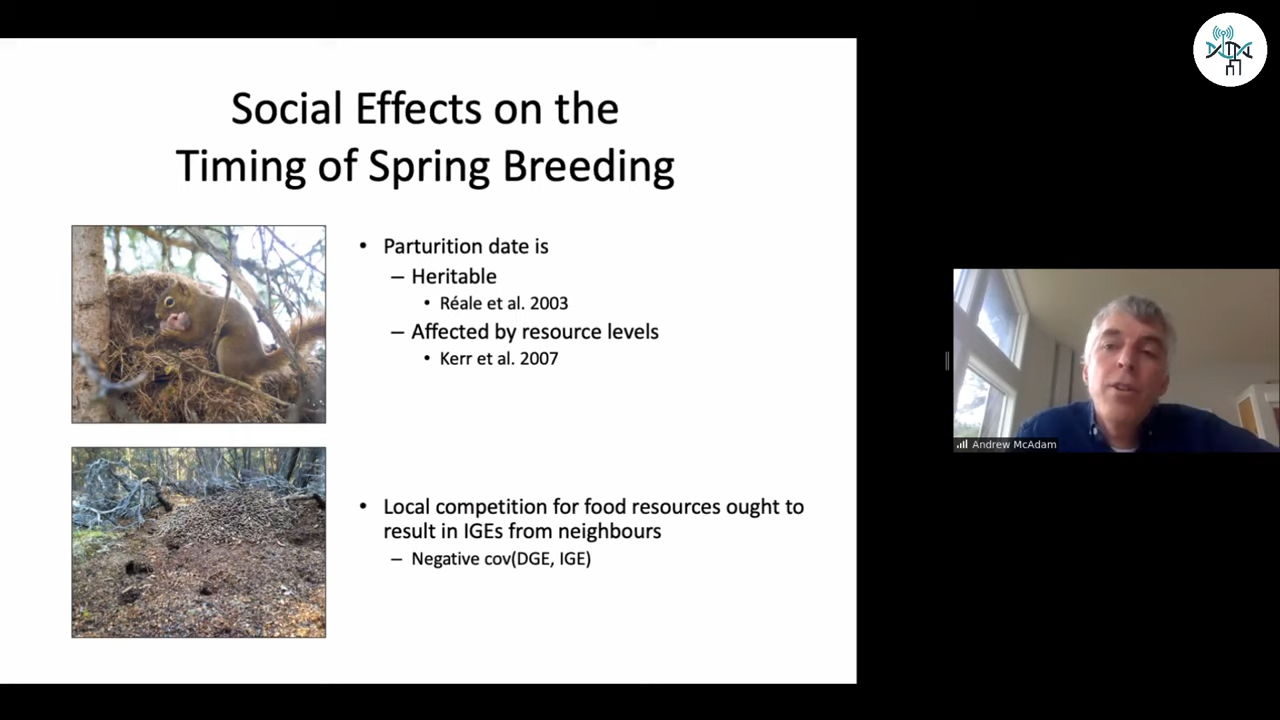 Social Effects on the
Timing of Spring Breeding
• Parturition date is
– Heritable
• Réale et al. 2003
– Affected by resource levels
• Kerr et al. 2007
• Local competition for food resources ought to
result in IGEs from neighbours
– Negative cov(DGE, IGE)
Andrew McAdam